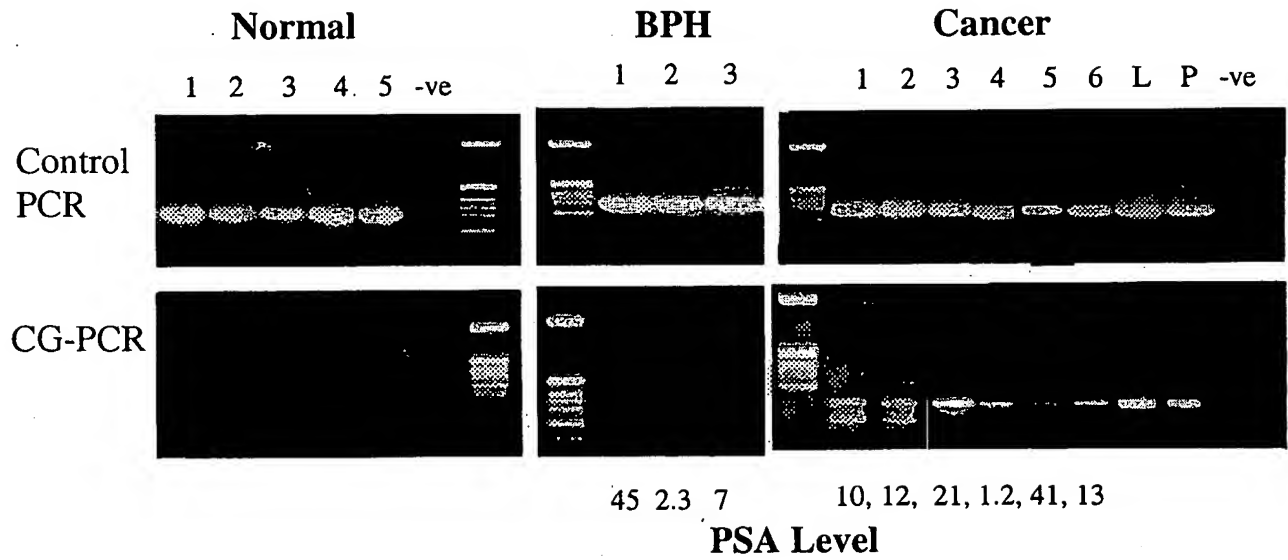 Normal BPH Cancer
1 2 3 4 5 -ve 1 2 3 1 2 3 4 5 6 L P -ve
Control
PCR
CG-PCR
45 2.3 7 10, 12, 21, 1.2, 41, 13
PSA Level